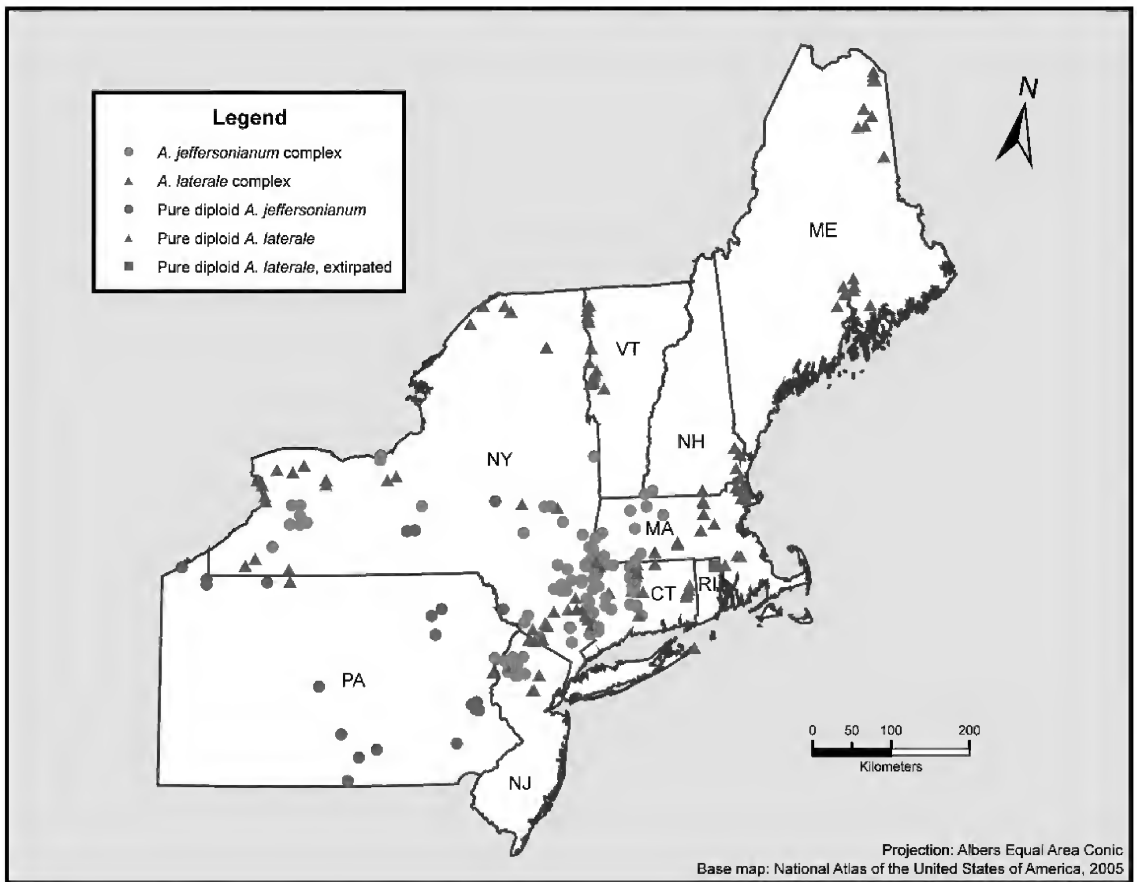 Legend
A. jeffersonianum complex
A. laterale complex
Pure diploid A. jeffersonianum
Pure diploid A. laterale
Pure diploid A. laterale, extirpated
N
ME
VT
NH
NY
MA
CT
RI
PA
NJ
0 50 100 200
Kilometers
Projection: Albers Equal Area Conic
Base map: National Atlas of the United States of America, 2005